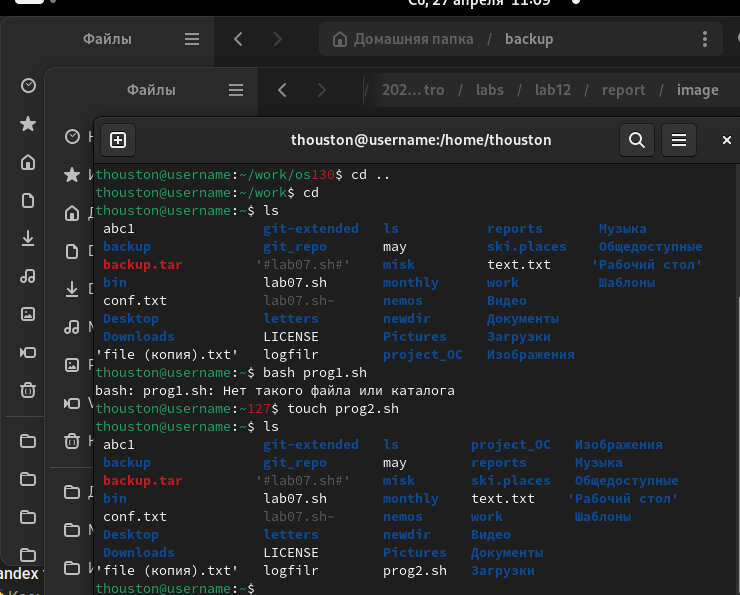 Сб, 27 апреля 11:09
Файлы
Домашняя папка / backup
Файлы
/ 202…tro / labs / lab12 / report / image
thouston@username:/home/thouston
thouston@username:~/work/os130$ cd ..
thouston@username:~/work$ cd
thouston@username:~$ ls
abc1 git-extended ls reports Музыка
backup git_repo may ski.places Общедоступные
backup.tar '#lab07.sh#' misk text.txt 'Рабочий стол'
bin lab07.sh monthly work Шаблоны
conf.txt lab07.sh~ nemos Видео
Desktop letters newdir Документы
Downloads LICENSE Pictures Загрузки
'file (копия).txt' logfilr project_OC Изображения
thouston@username:~$ bash prog1.sh
bash: prog1.sh: Нет такого файла или каталога
thouston@username:~127$ touch prog2.sh
thouston@username:~$ ls
abc1 git-extended ls project_OC Изображения
backup git_repo may reports Музыка
backup.tar '#lab07.sh#' misk ski.places Общедоступные
bin lab07.sh monthly text.txt 'Рабочий стол'
conf.txt lab07.sh~ nemos work Шаблоны
Desktop letters newdir Видео
Downloads LICENSE Pictures Документы
'file (копия).txt' logfilr prog2.sh Загрузки
thouston@username:~$
andex